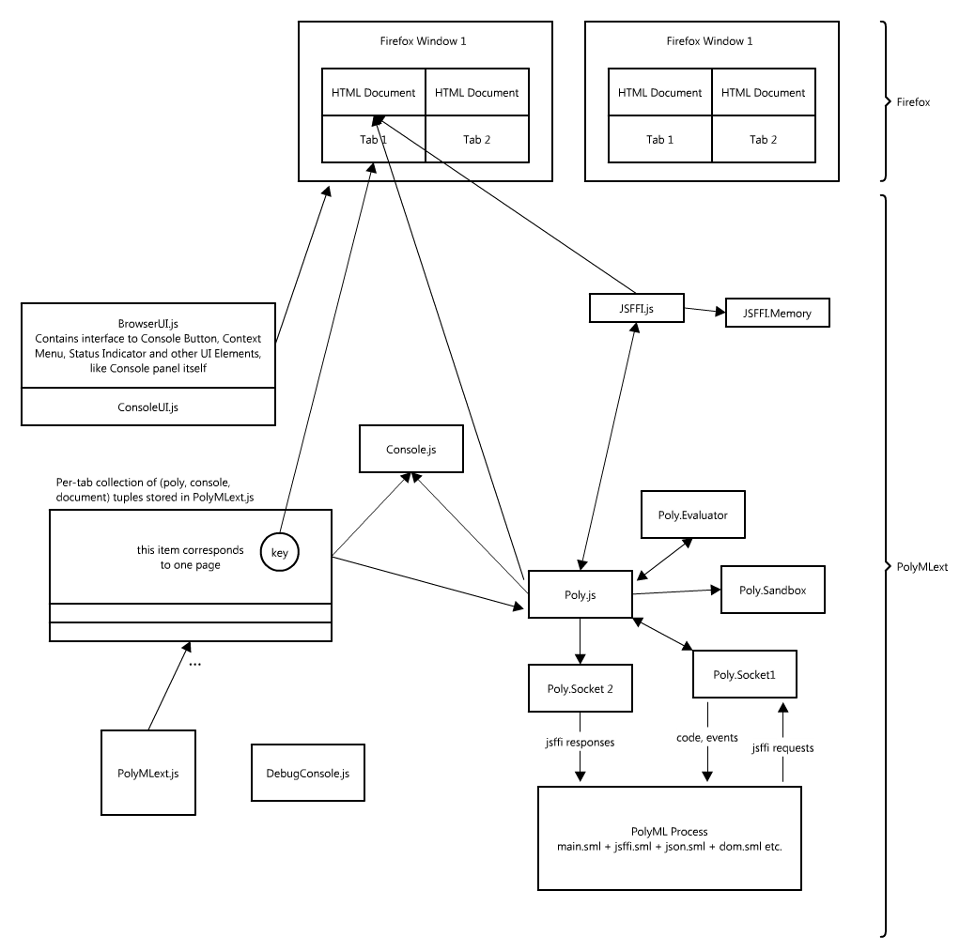 Firefox Window 1
Firefox Window 1
HTML Document
HTML Document
HTML Document
HTML Document
Firefox
Tab 1
Tab 2
Tab 1
Tab 2
JSFFI.js
JSFFI.Memory
BrowserUI.js
Contains interface to Console Button, Context
Menu, Status Indicator and other UI Elements,
like Console panel itself
ConsoleUI.js
Console.js
Per-tab collection of (poly, console,
document) tuples stored in PolyMLext.js
this item corresponds
to one page
key
Poly.Evaluator
PolyMLext
Poly.js
Poly.Sandbox
...
Poly.Socket 2
Poly.Socket1
jsffi responses
code, events
jsffi requests
PolyMLext.js
DebugConsole.js
PolyML Process
main.sml + jsffi.sml + json.sml + dom.sml etc.